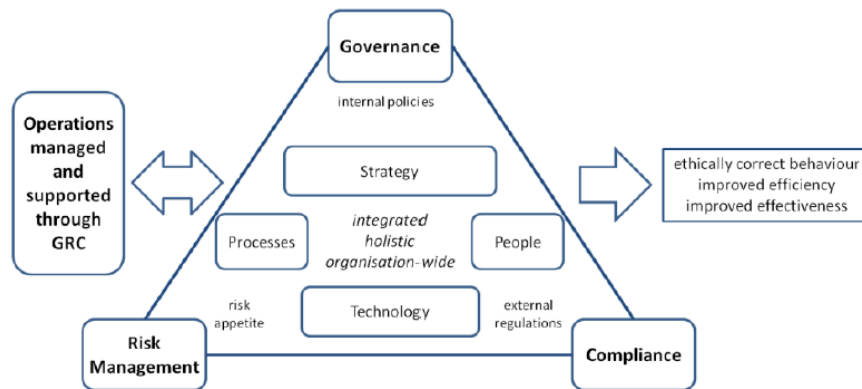 Governance
internal policies
Operations
managed
and
supported
through
GRC
Strategy
ethically correct behaviour
improved efficiency
improved effectiveness
Processes
integrated
holistic
organisation-wide
People
risk
appetite
Technology
external
regulations
Risk
Management
Compliance